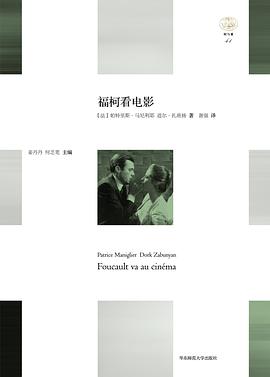 福柯看电影
［法］帕特里斯·马尼利耶 道尔·扎班扬 著 谢强 译
姜丹丹 何乏笔 主编
Patrice Maniglier Dork Zabunyan
Foucault va au cinéma
华东师范大学出版社